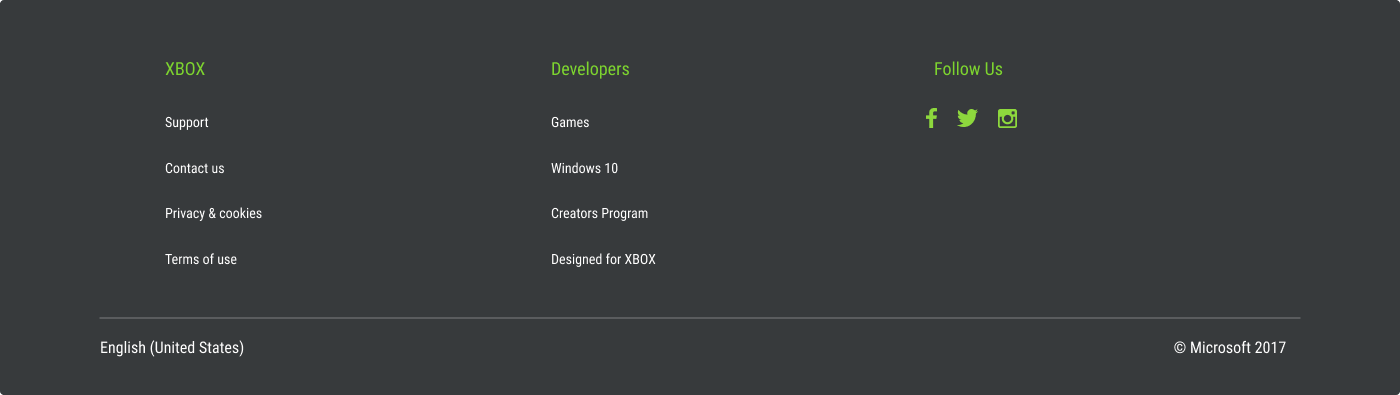 XBOX
Support
Contact us
Privacy & cookies
Terms of use
Developers
Games
Windows 10
Creators Program
Designed for XBOX
Follow Us
English (United States)
© Microsoft 2017